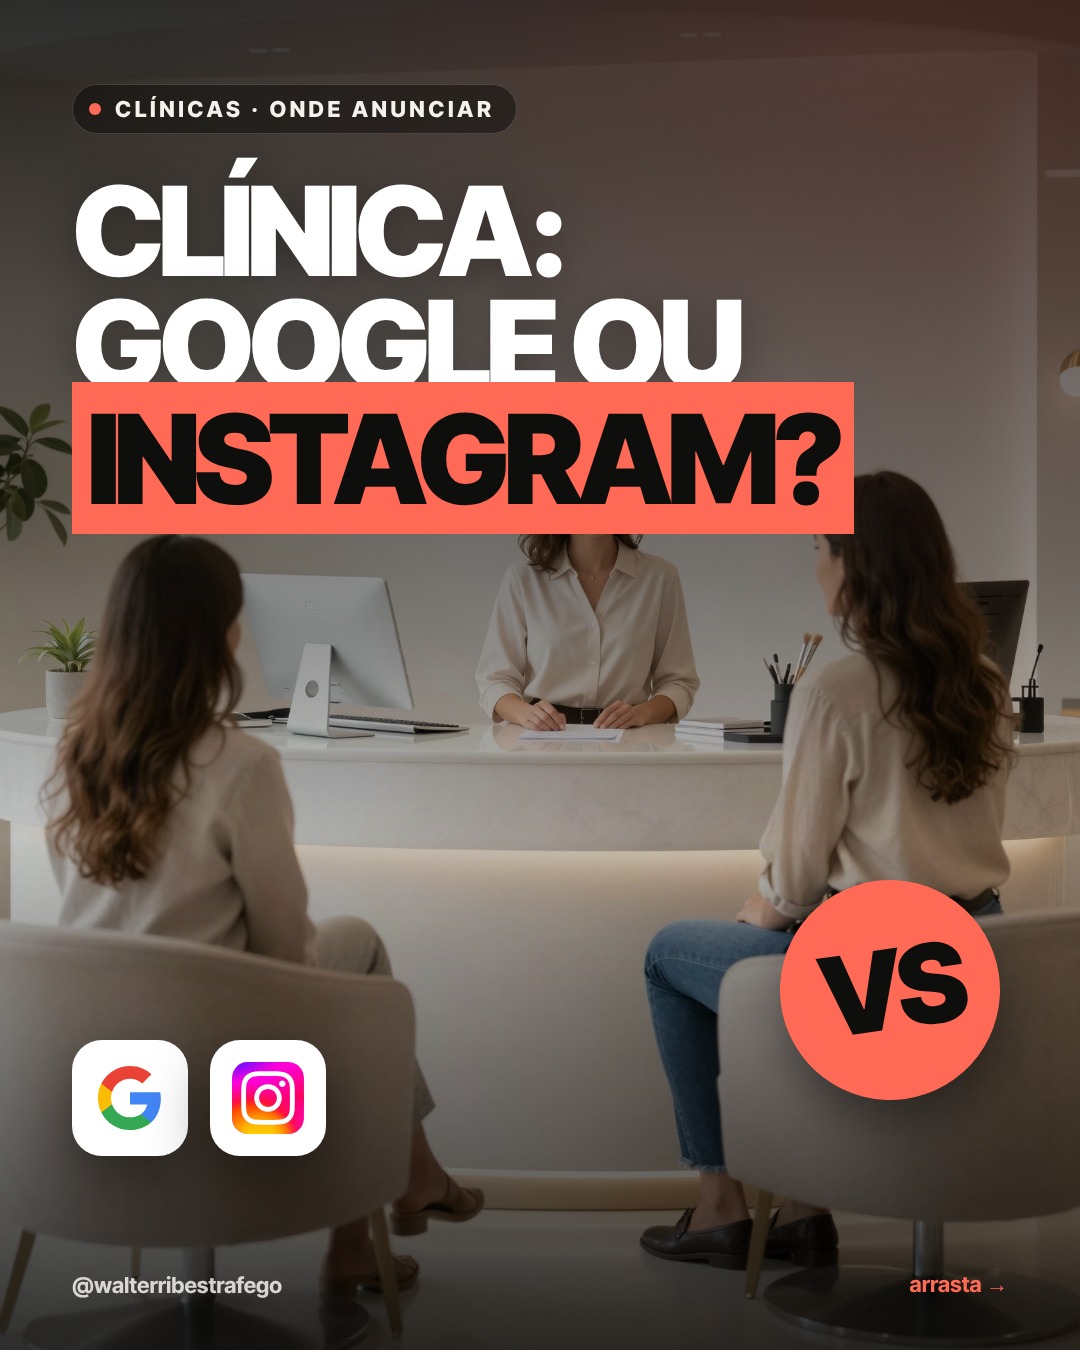 CLÍNICAS · ONDE ANUNCIAR
CLÍNICA:
GOOGLE OU
INSTAGRAM?
VS
@walterribestrafego
arrasta →